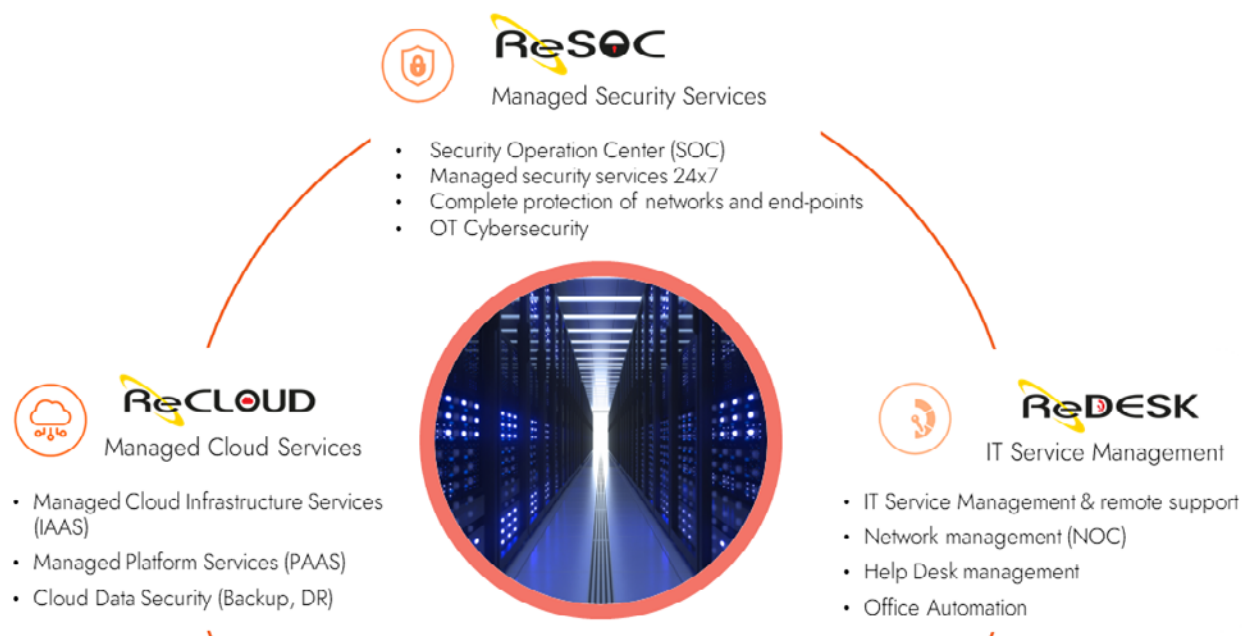 ReSOC
Managed Security Services
• Security Operation Center (SOC)
• Managed security services 24x7
• Complete protection of networks and end-points
• OT Cybersecurity
ReCLOUD
Managed Cloud Services
• Managed Cloud Infrastructure Services
(IAAS)
• Managed Platform Services (PAAS)
• Cloud Data Security (Backup, DR)
ReDESK
IT Service Management
• IT Service Management & remote support
• Network management (NOC)
• Help Desk management
• Office Automation